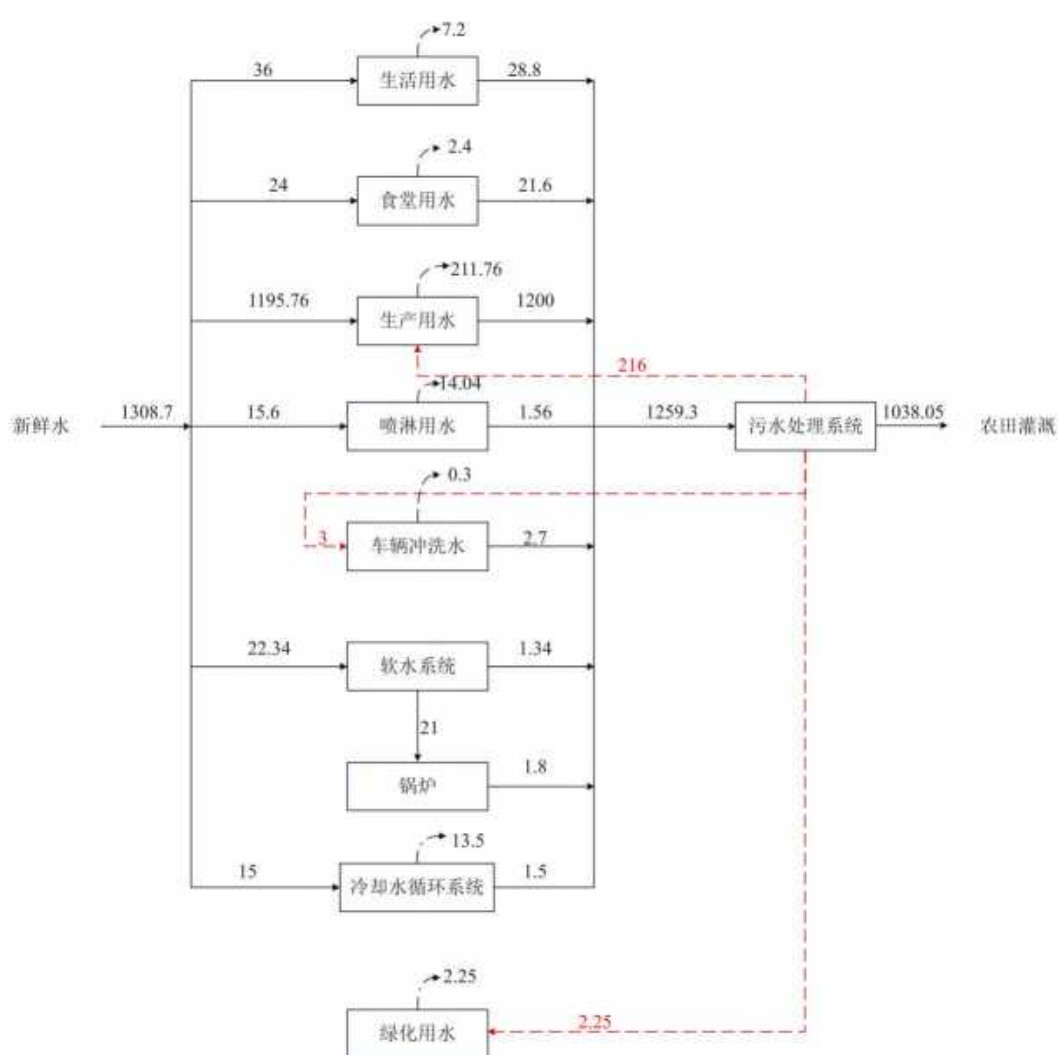 7.2
36
生活用水
28.8
2.4
24
食堂用水
21.6
211.76
1195.76
生产用水
1200
216
14.04
新鲜水
1308.7
15.6
喷淋用水
1.56
1259.3
污水处理系统
1038.05
农田灌溉
0.3
3
车辆冲洗水
2.7
22.34
软水系统
1.34
21
锅炉
1.8
13.5
15
冷却水循环系统
1.5
2.25
绿化用水
2.25